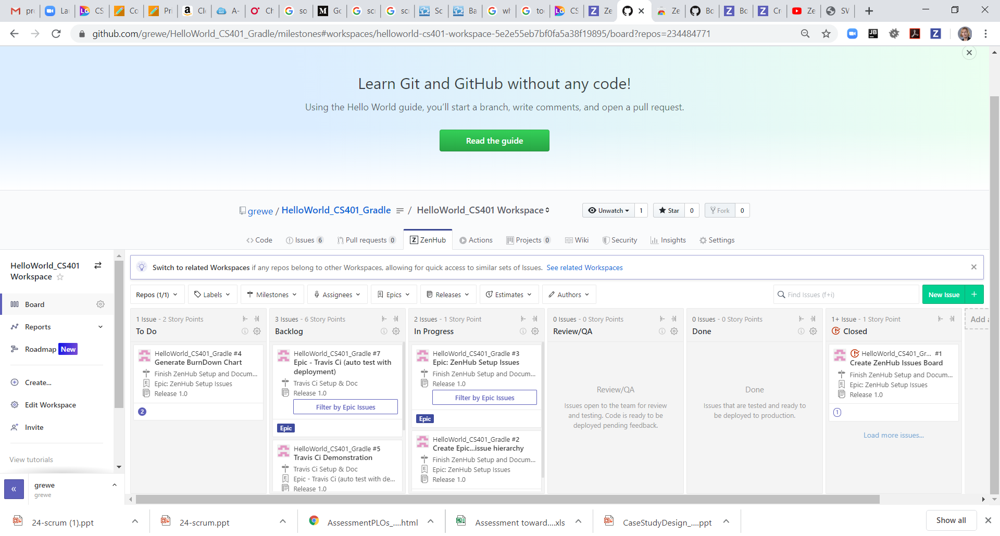 pr
La
CS
Co
Pri
Cl
A-
Ch
so
Go
scr
scr
Sc
Ba
wh
too
CS
Ze
Ze
Bo
Bo
Cr
Ze
SV
github.com/grewe/HelloWorld_CS401_Gradle/milestones#workspaces/helloworld-cs401-workspace-5e2e55eb7bf0fa5a38f19895/board?repos=234484771
Learn Git and GitHub without any code!
Using the Hello World guide, you’ll start a branch, write comments, and open a pull request.
Read the guide
grewe / HelloWorld_CS401_Gradle / HelloWorld_CS401 Workspace
Unwatch 1 Star 0 Fork 0
Code Issues 6 Pull requests 0 ZenHub Actions Projects 0 Wiki Security Insights Settings
HelloWorld_CS401
Workspace
Board
Reports
Roadmap New
Create...
Edit Workspace
Invite
View tutorials
grewe
grewe
Switch to related Workspaces if any repos belong to other Workspaces, allowing for quick access to similar sets of Issues. See related Workspaces
Repos (1/1) Labels Milestones Assignees Epics Releases Estimates Authors Find Issues (f+i) New Issue +
1 Issue - 2 Story Points
To Do
HelloWorld_CS401_Gradle #4
Generate BurnDown Chart
Finish ZenHub Setup and Docum...
Epic: ZenHub Setup Issues
Release 1.0
2
3 Issues - 6 Story Points
Backlog
HelloWorld_CS401_Gradle #7
Epic - Travis Ci (auto test with
deployment)
Travis Ci Setup & Doc
Release 1.0
Filter by Epic Issues
Epic
HelloWorld_CS401_Gradle #5
Travis Ci Demonstration
Travis Ci Setup & Doc
Epic - Travis Ci (auto test with de...
Release 1.0
2 Issues - 1 Story Point
In Progress
HelloWorld_CS401_Gradle #3
Epic: ZenHub Setup Issues
Finish ZenHub Setup and Docum...
Release 1.0
Filter by Epic Issues
Epic
HelloWorld_CS401_Gradle #2
Create Epic...issue hierarchy
Finish ZenHub Setup and Docum...
Epic: ZenHub Setup Issues
Release 1.0
0 Issues - 0 Story Points
Review/QA
Review/QA
Issues open to the team for review
and testing. Code is ready to be
deployed pending feedback.
0 Issues - 0 Story Points
Done
Done
Issues that are tested and ready to
be deployed to production.
1+ Issue - 1 Story Point
Closed
HelloWorld_CS401_Gr... #1
Create ZenHub Issues Board
Finish ZenHub Setup and Docum...
Epic: ZenHub Setup Issues
Release 1.0
1
Load more issues...
Add a
24-scrum (1).ppt
24-scrum.ppt
AssessmentPLOs_....html
Assessment toward....xls
CaseStudyDesign_....ppt
Show all